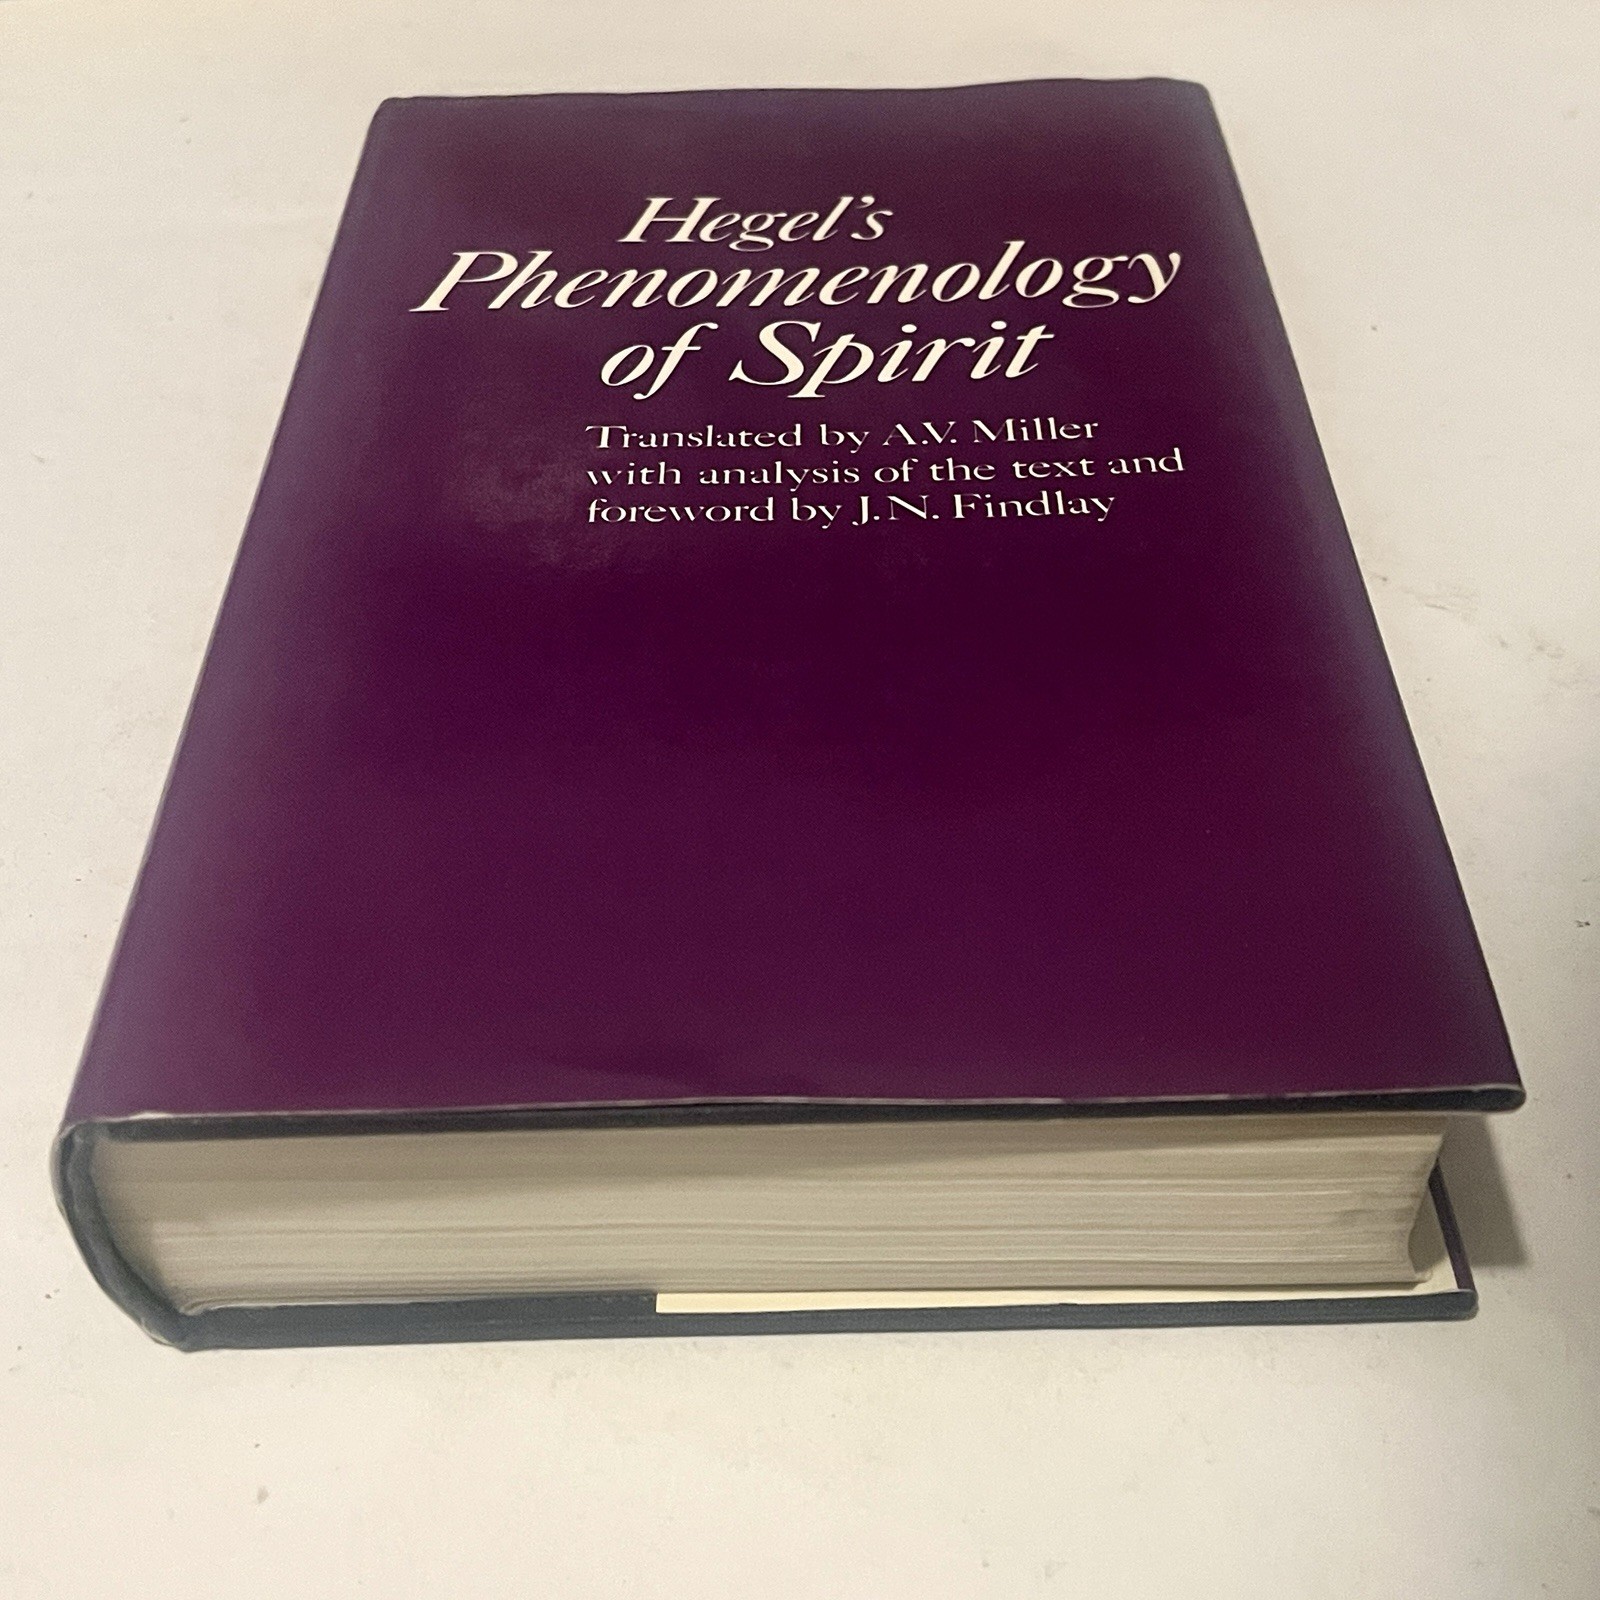 Hegel's
Phenomenology
of Spirit
Translated by A.V. Miller
with analysis of the text and
foreword by J.N. Findlay